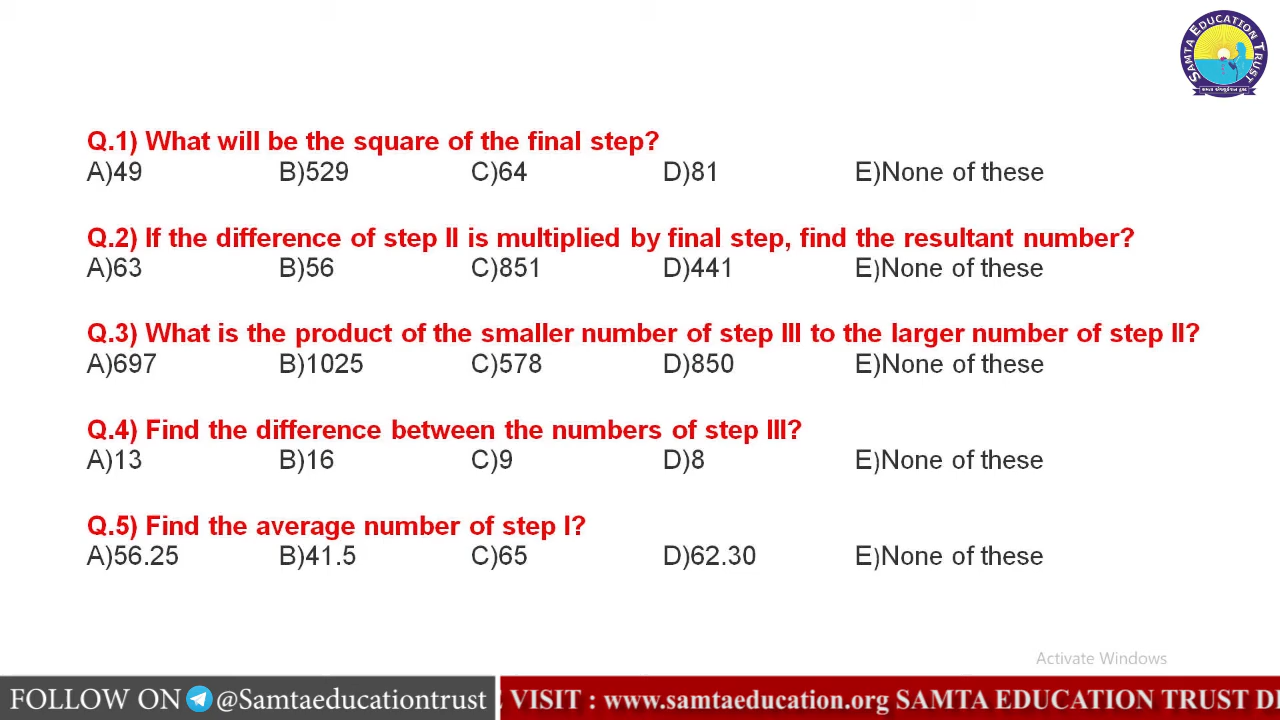 SAMTA EDUCATION TRUST
Q.1) What will be the square of the final step?
A)49 B)529 C)64 D)81 E)None of these
Q.2) If the difference of step II is multiplied by final step, find the resultant number?
A)63 B)56 C)851 D)441 E)None of these
Q.3) What is the product of the smaller number of step III to the larger number of step II?
A)697 B)1025 C)578 D)850 E)None of these
Q.4) Find the difference between the numbers of step III?
A)13 B)16 C)9 D)8 E)None of these
Q.5) Find the average number of step I?
A)56.25 B)41.5 C)65 D)62.30 E)None of these
Activate Windows
FOLLOW ON @Samtaeducationtrust VISIT : www.samtaeducation.org SAMTA EDUCATION TRUST